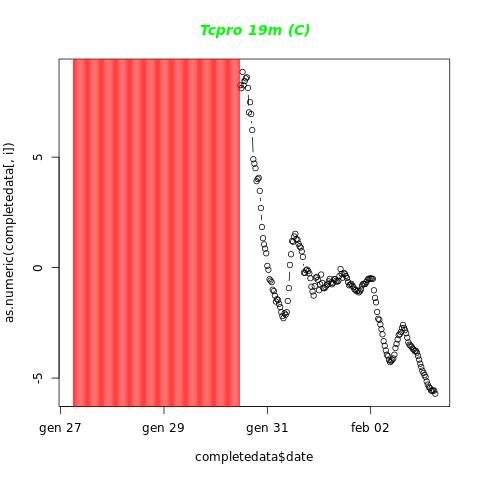 Tcpro 19m (C)
as.numeric(completedata[, i])
5
0
-5
gen 27
gen 29
gen 31
feb 02
completedata$date